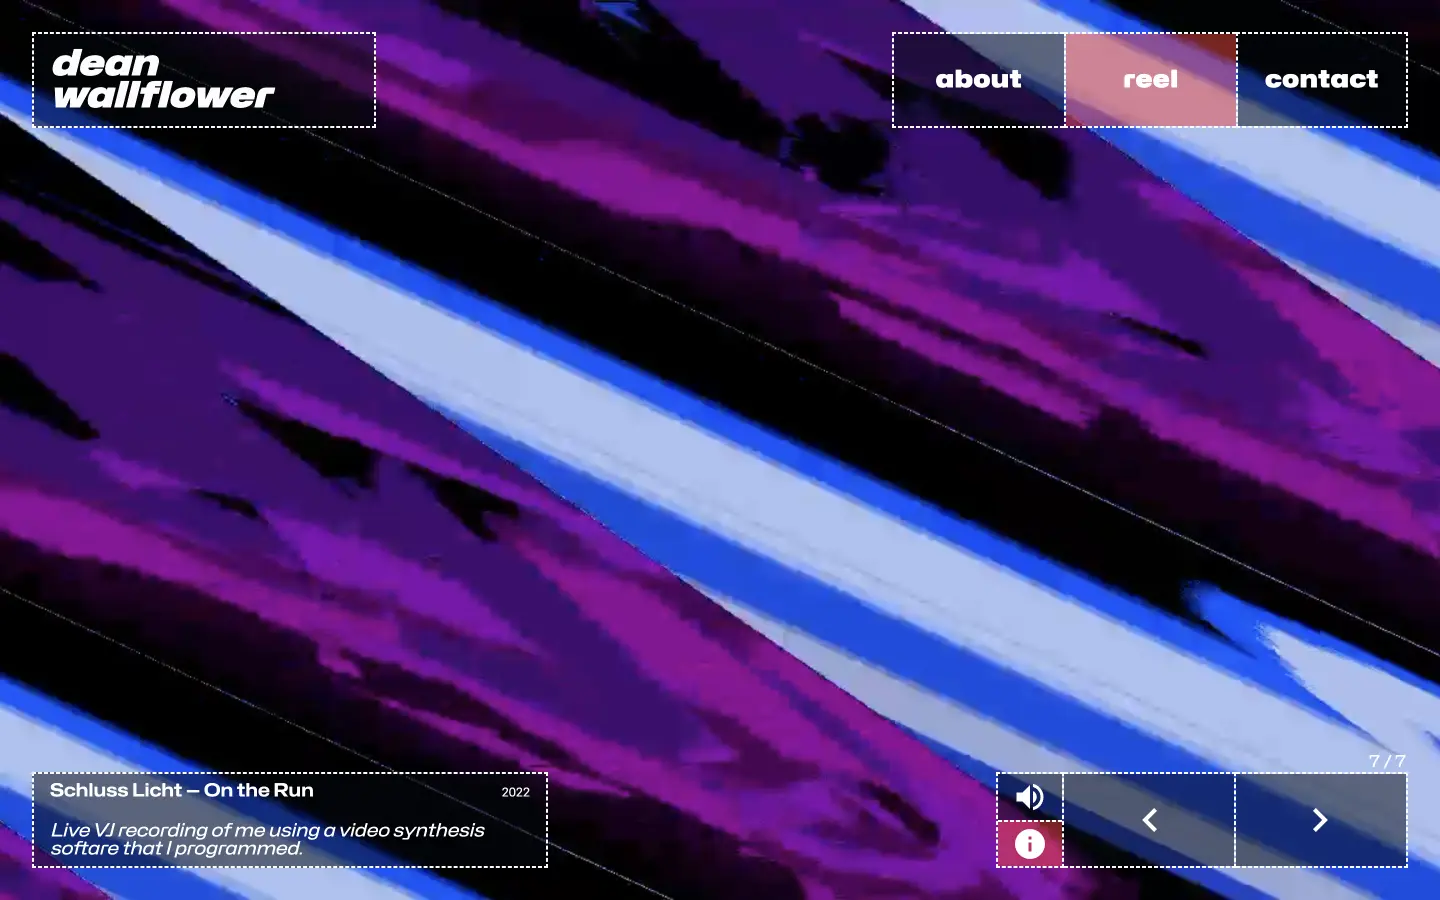 dean
wallflower
about
reel
contact
7 / 7
Schluss Licht – On the Run
2022
Live VJ recording of me using a video synthesis
softare that I programmed.